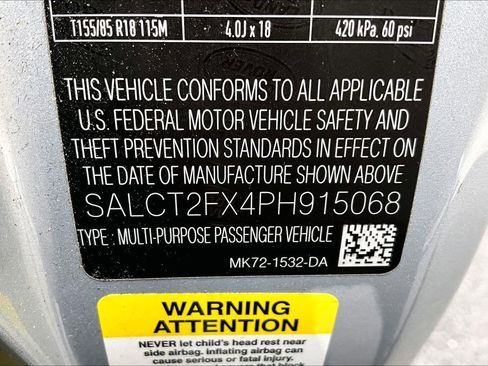 T155/85 R18 115M 4.0J x 18 420 kPa, 60 psi
THIS VEHICLE CONFORMS TO ALL APPLICABLE
U.S. FEDERAL MOTOR VEHICLE SAFETY AND
THEFT PREVENTION STANDARDS IN EFFECT ON
THE DATE OF MANUFACTURE SHOWN ABOVE
SALCT2FX4PH915068
TYPE : MULTI-PURPOSE PASSENGER VEHICLE
MK72-1532-DA
WARNING
ATTENTION
NEVER let child's head rest near
side airbag. Inflating airbag can
cause serious or fatal injury.